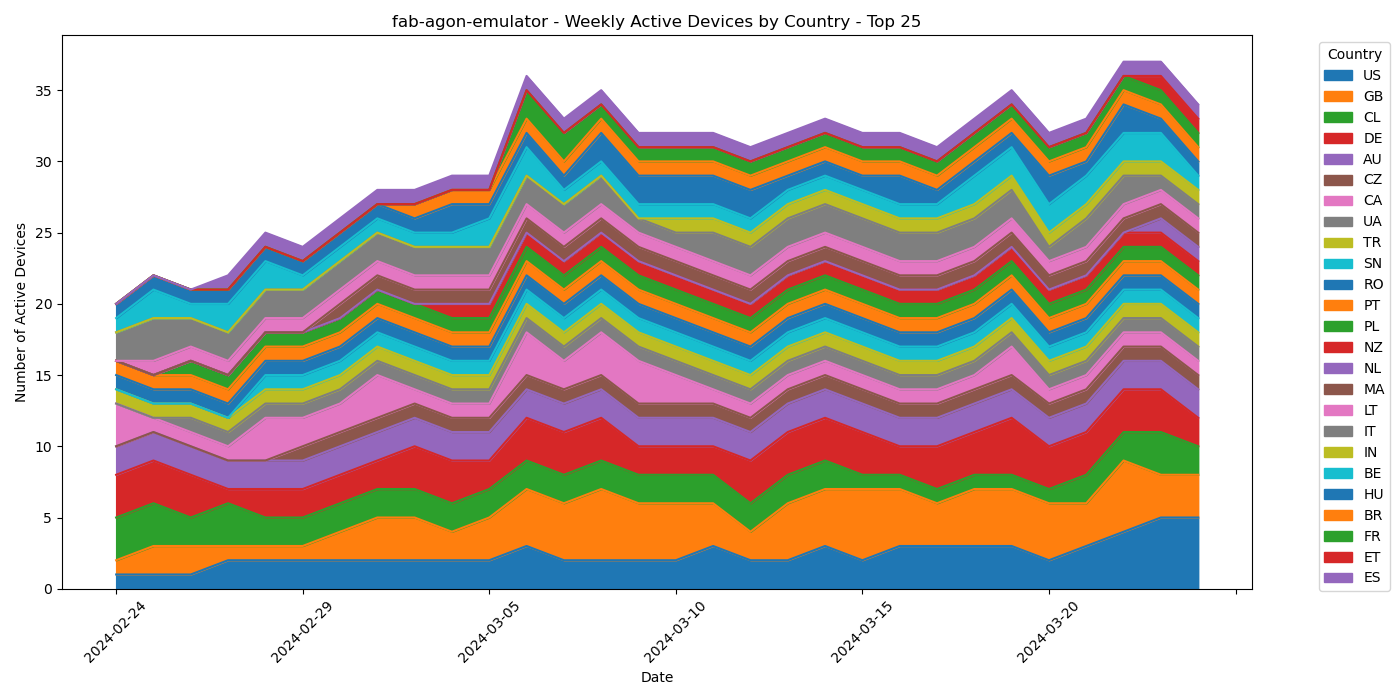 fab-agon-emulator - Weekly Active Devices by Country - Top 25
Number of Active Devices
35
30
25
20
15
10
5
0
2024-02-24
2024-02-29
2024-03-05
2024-03-10
2024-03-15
2024-03-20
Date
Country
US
GB
CL
DE
AU
CZ
CA
UA
TR
SN
RO
PT
PL
NZ
NL
MA
LT
IT
IN
BE
HU
BR
FR
ET
ES